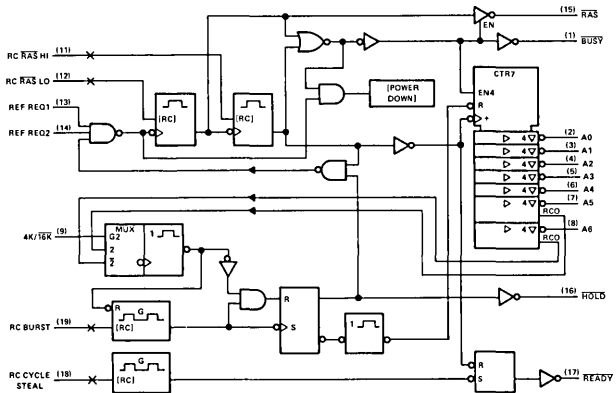 (15) RAS
EN
RC RAS HI (11)
(1) BUSY
RC RAS LO (12)
CTR7
REF REQ1 (13)
[RC]
[RC]
[POWER
DOWN]
EN4
R
+
REF REQ2 (14)
4 (2) A0
4 (3) A1
4 (4) A2
4 (5) A3
4 (6) A4
4 (7) A5
RCO
4 (8) A6
RCO
MUX
4K/16K (9) G2 1
2
2
R
G
RC BURST (19) [RC]
R
S
1
(16) HOLD
G
RC CYCLE
STEAL (18) [RC]
R
S
(17) READY